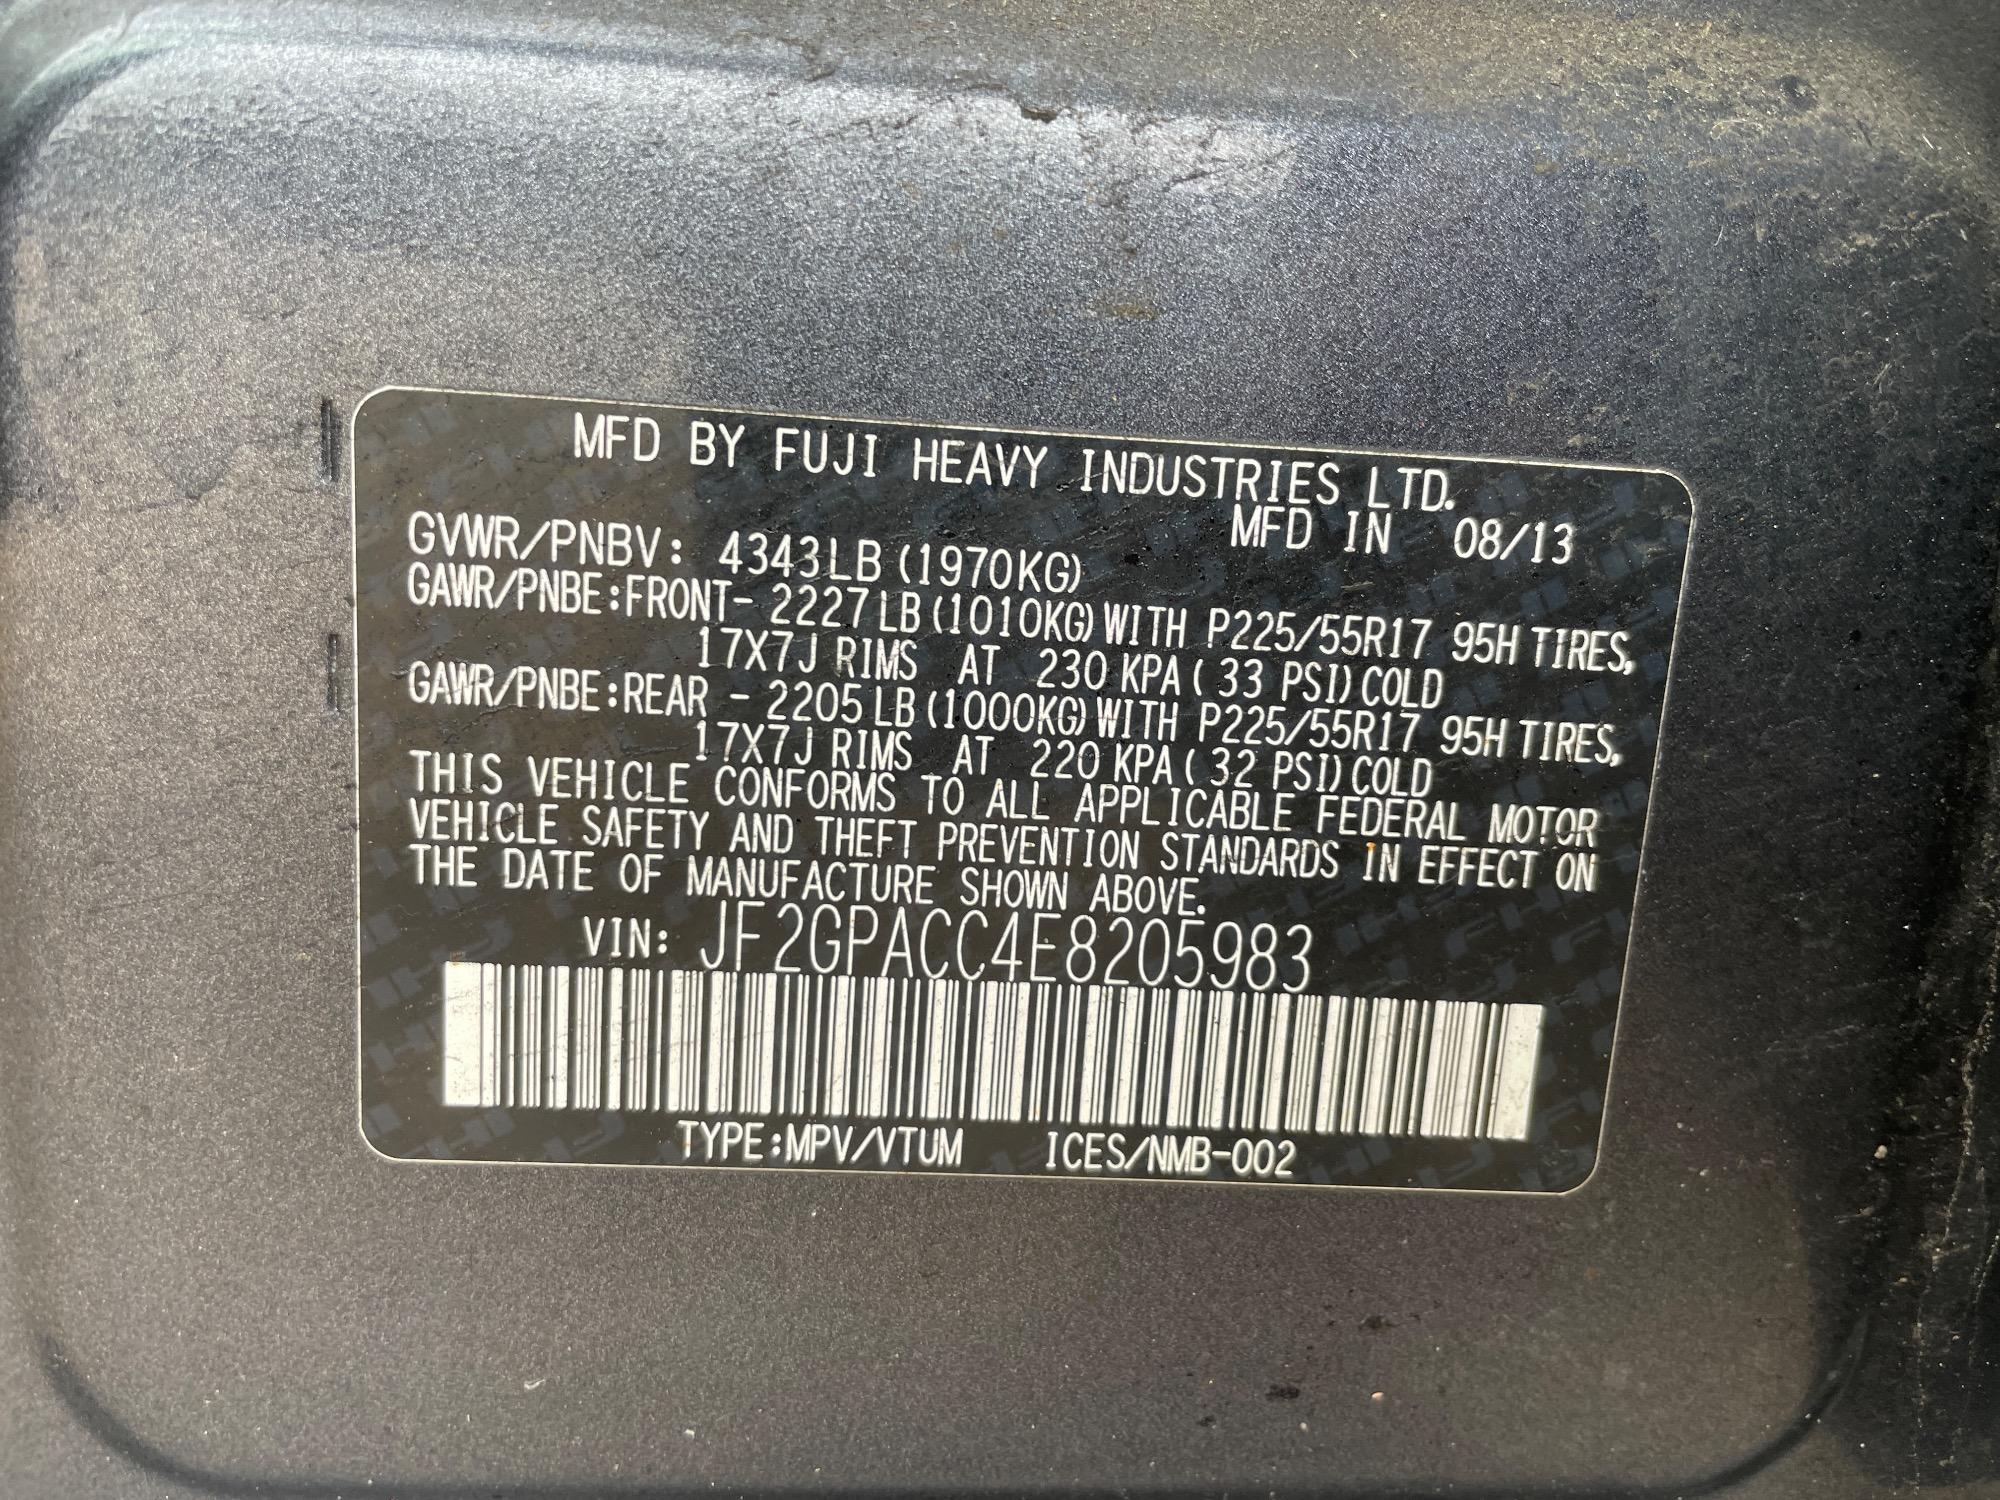 MFD BY FUJI HEAVY INDUSTRIES LTD.
MFD IN 08/13
GVWR/PNBV: 4343LB (1970KG)
GAWR/PNBE:FRONT- 2227LB(1010KG)WITH P225/55R17 95H TIRES,
17X7J RIMS AT 230 KPA( 33 PSI)COLD
GAWR/PNBE:REAR - 2205LB(1000KG)WITH P225/55R17 95H TIRES,
17X7J RIMS AT 220 KPA( 32 PSI)COLD
THIS VEHICLE CONFORMS TO ALL APPLICABLE FEDERAL MOTOR
VEHICLE SAFETY AND THEFT PREVENTION STANDARDS IN EFFECT ON
THE DATE OF MANUFACTURE SHOWN ABOVE.
VIN: JF2GPACC4E8205983
TYPE:MPV/VTUM ICES/NMB-002